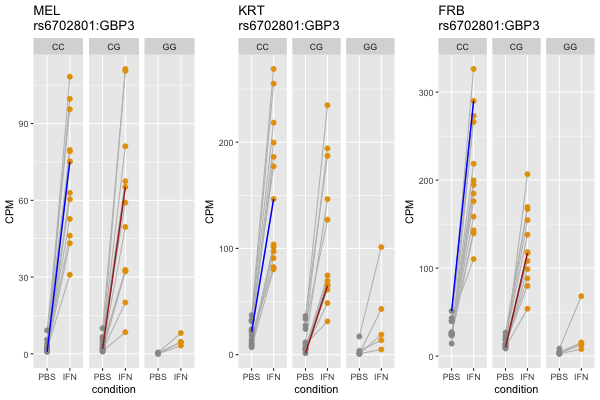 MEL
rs6702801:GBP3
CC CG GG
CPM
90
60
30
0
PBS IFN PBS IFN PBS IFN
condition
KRT
rs6702801:GBP3
CC CG GG
CPM
200
100
0
PBS IFN PBS IFN PBS IFN
condition
FRB
rs6702801:GBP3
CC CG GG
CPM
300
200
100
0
PBS IFN PBS IFN PBS IFN
condition